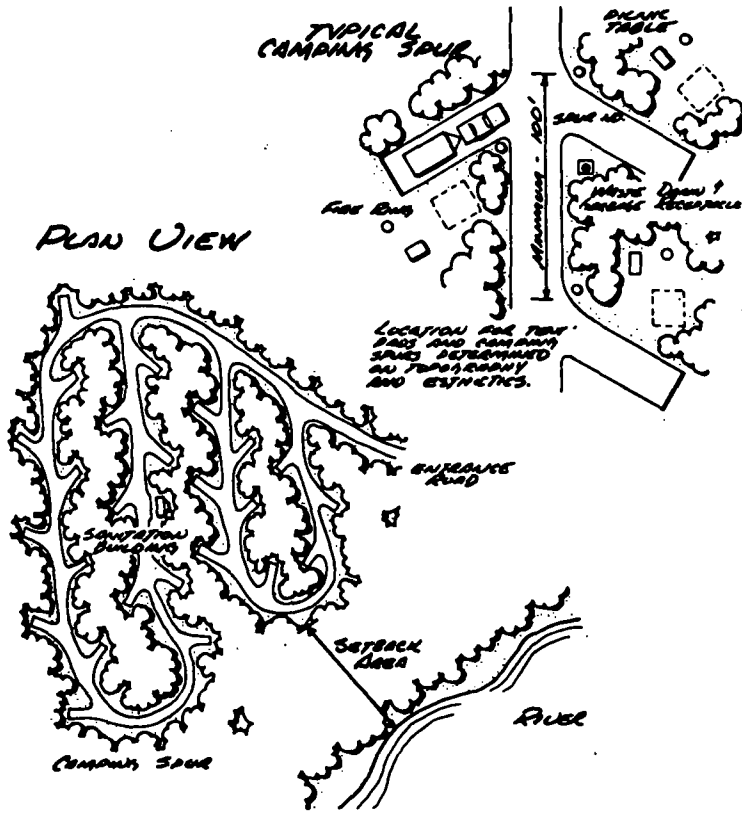 TYPICAL
CAMPING SPUR
PICNIC
TABLE
SPUR NO.
MINIMUM - 100'
WASTE DRAIN &
GARBAGE RECEPTACLE
FIRE RING
LOCATION FOR TENT
PADS AND CAMPING
SPURS DETERMINED
ON TOPOGRAPHY
AND ESTHETICS.
PLAN VIEW
ENTRANCE
ROAD
SANITATION
BUILDING
SETBACK
AREA
RIVER
CAMPING SPUR